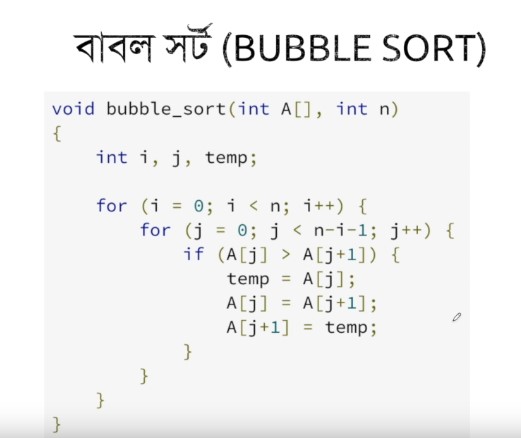 বাবল সর্ট (BUBBLE SORT)
void bubble_sort(int A[], int n)
{
    int i, j, temp;

    for (i = 0; i < n; i++) {
        for (j = 0; j < n-i-1; j++) {
            if (A[j] > A[j+1]) {
                temp = A[j];
                A[j] = A[j+1];
                A[j+1] = temp;
            }
        }
    }
}